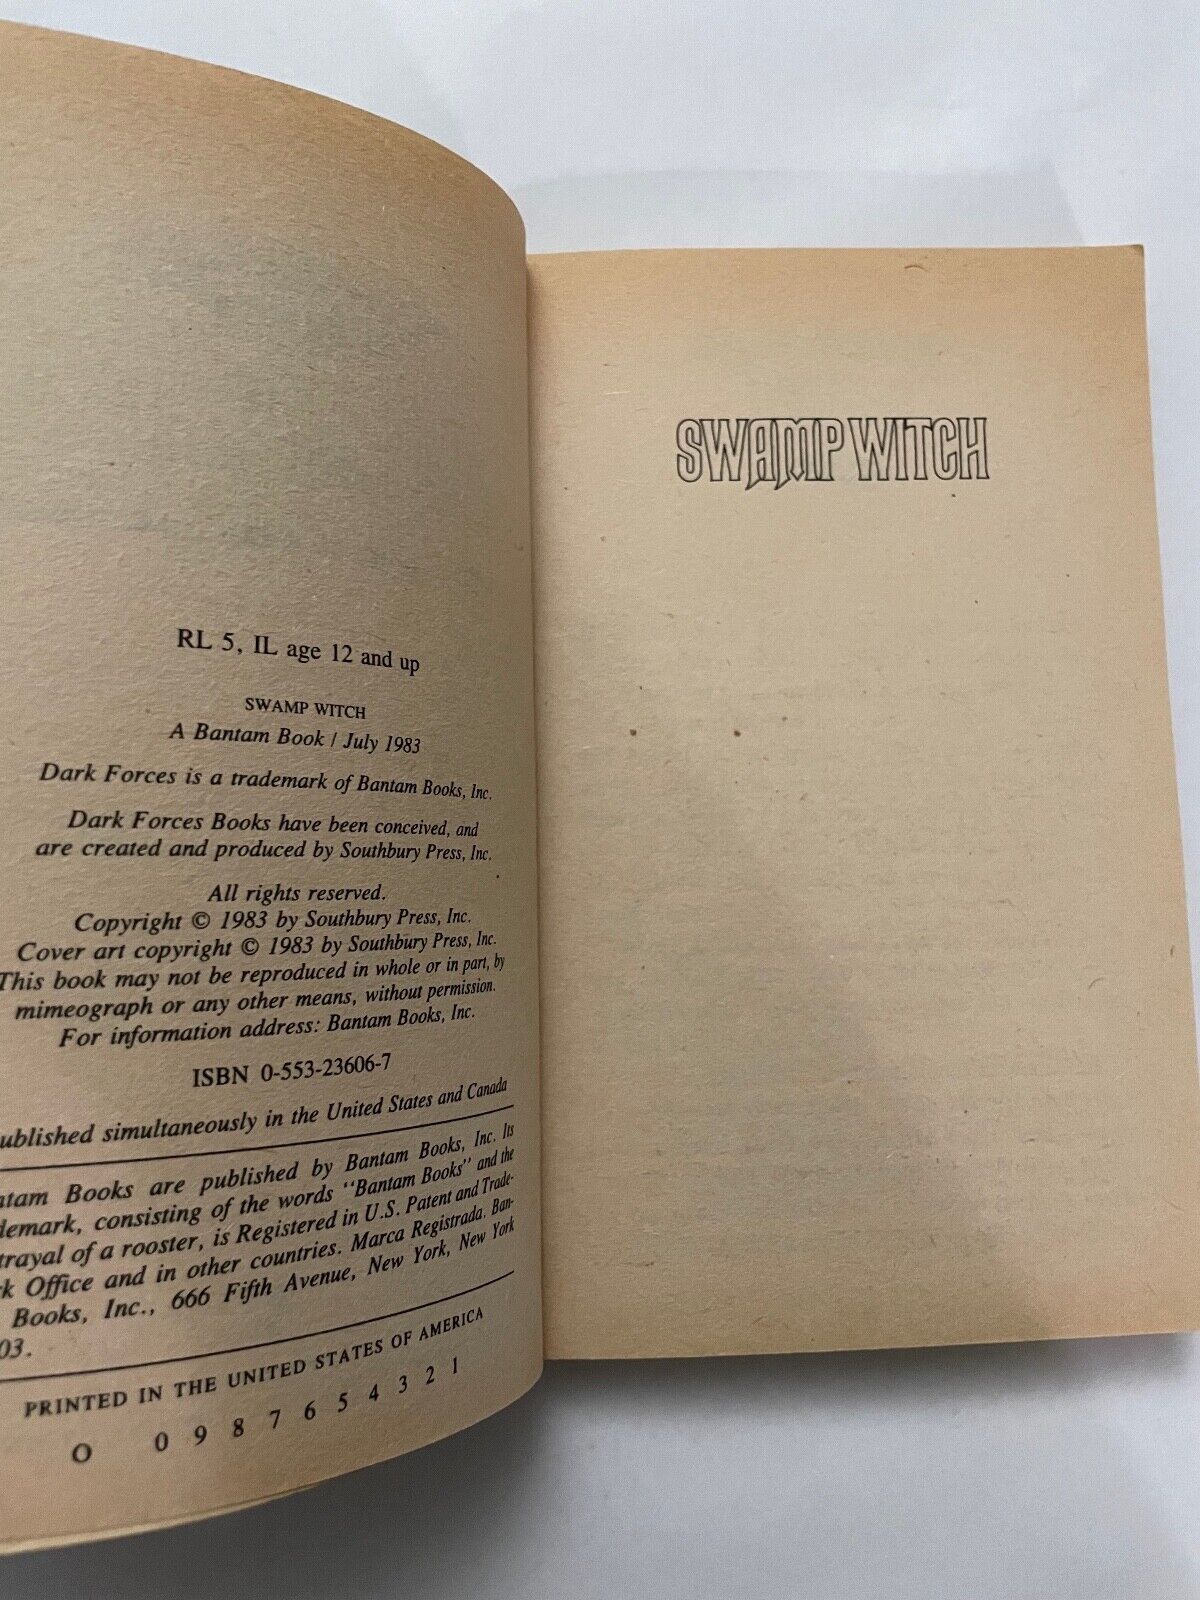 RL 5, IL age 12 and up
SWAMP WITCH
A Bantam Book / July 1983
Dark Forces is a trademark of Bantam Books, Inc.
Dark Forces Books have been conceived, and
are created and produced by Southbury Press, Inc.
All rights reserved.
Copyright © 1983 by Southbury Press, Inc.
Cover art copyright © 1983 by Southbury Press, Inc.
This book may not be reproduced in whole or in part, by
mimeograph or any other means, without permission.
For information address: Bantam Books, Inc.
ISBN 0-553-23606-7
ublished simultaneously in the United States and Canada
ntam Books are published by Bantam Books, Inc. Its
demark, consisting of the words "Bantam Books" and the
trayal of a rooster, is Registered in U.S. Patent and Trade-
rk Office and in other countries. Marca Registrada. Ban-
Books, Inc., 666 Fifth Avenue, New York, New York
03.
PRINTED IN THE UNITED STATES OF AMERICA
O 0 9 8 7 6 5 4 3 2 1
SWAMP WITCH